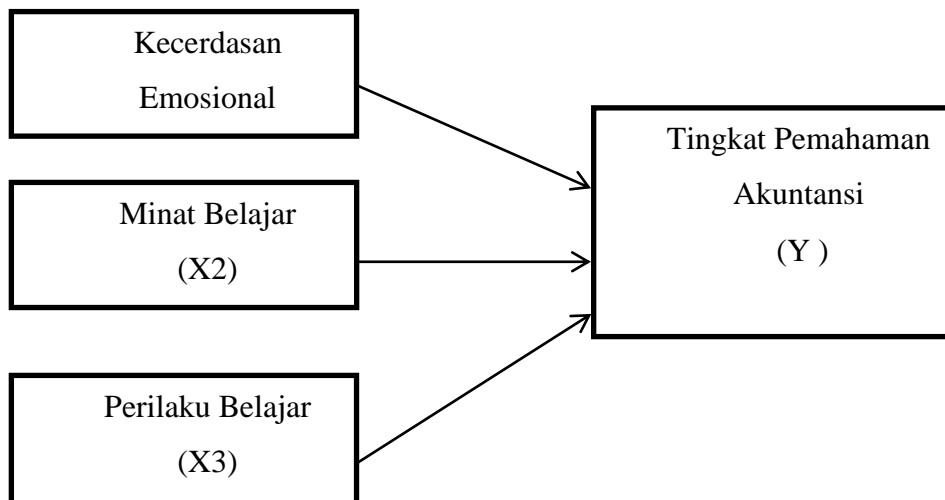 Kecerdasan
Emosional
Minat Belajar
(X2)
Perilaku Belajar
(X3)
Tingkat Pemahaman
Akuntansi
(Y )